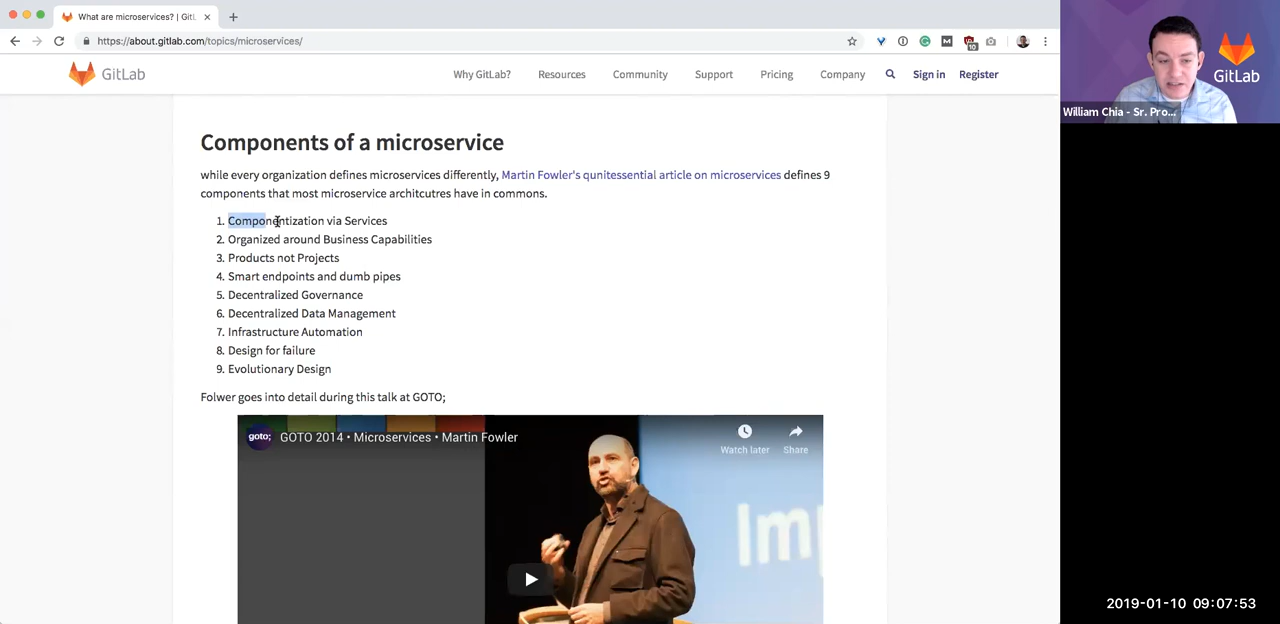 What are microservices? | GitL
https://about.gitlab.com/topics/microservices/
10
GitLab
Why GitLab?
Resources
Community
Support
Pricing
Company
Sign in
Register
Components of a microservice
while every organization defines microservices differently, Martin Fowler's qunitessential article on microservices defines 9
components that most microservice architcutres have in commons.
1. Componentization via Services
2. Organized around Business Capabilities
3. Products not Projects
4. Smart endpoints and dumb pipes
5. Decentralized Governance
6. Decentralized Data Management
7. Infrastructure Automation
8. Design for failure
9. Evolutionary Design
Folwer goes into detail during this talk at GOTO;
goto;
GOTO 2014 • Microservices • Martin Fowler
Watch later
Share
Imp
GitLab
William Chia - Sr. Pro...
2019-01-10 09:07:53